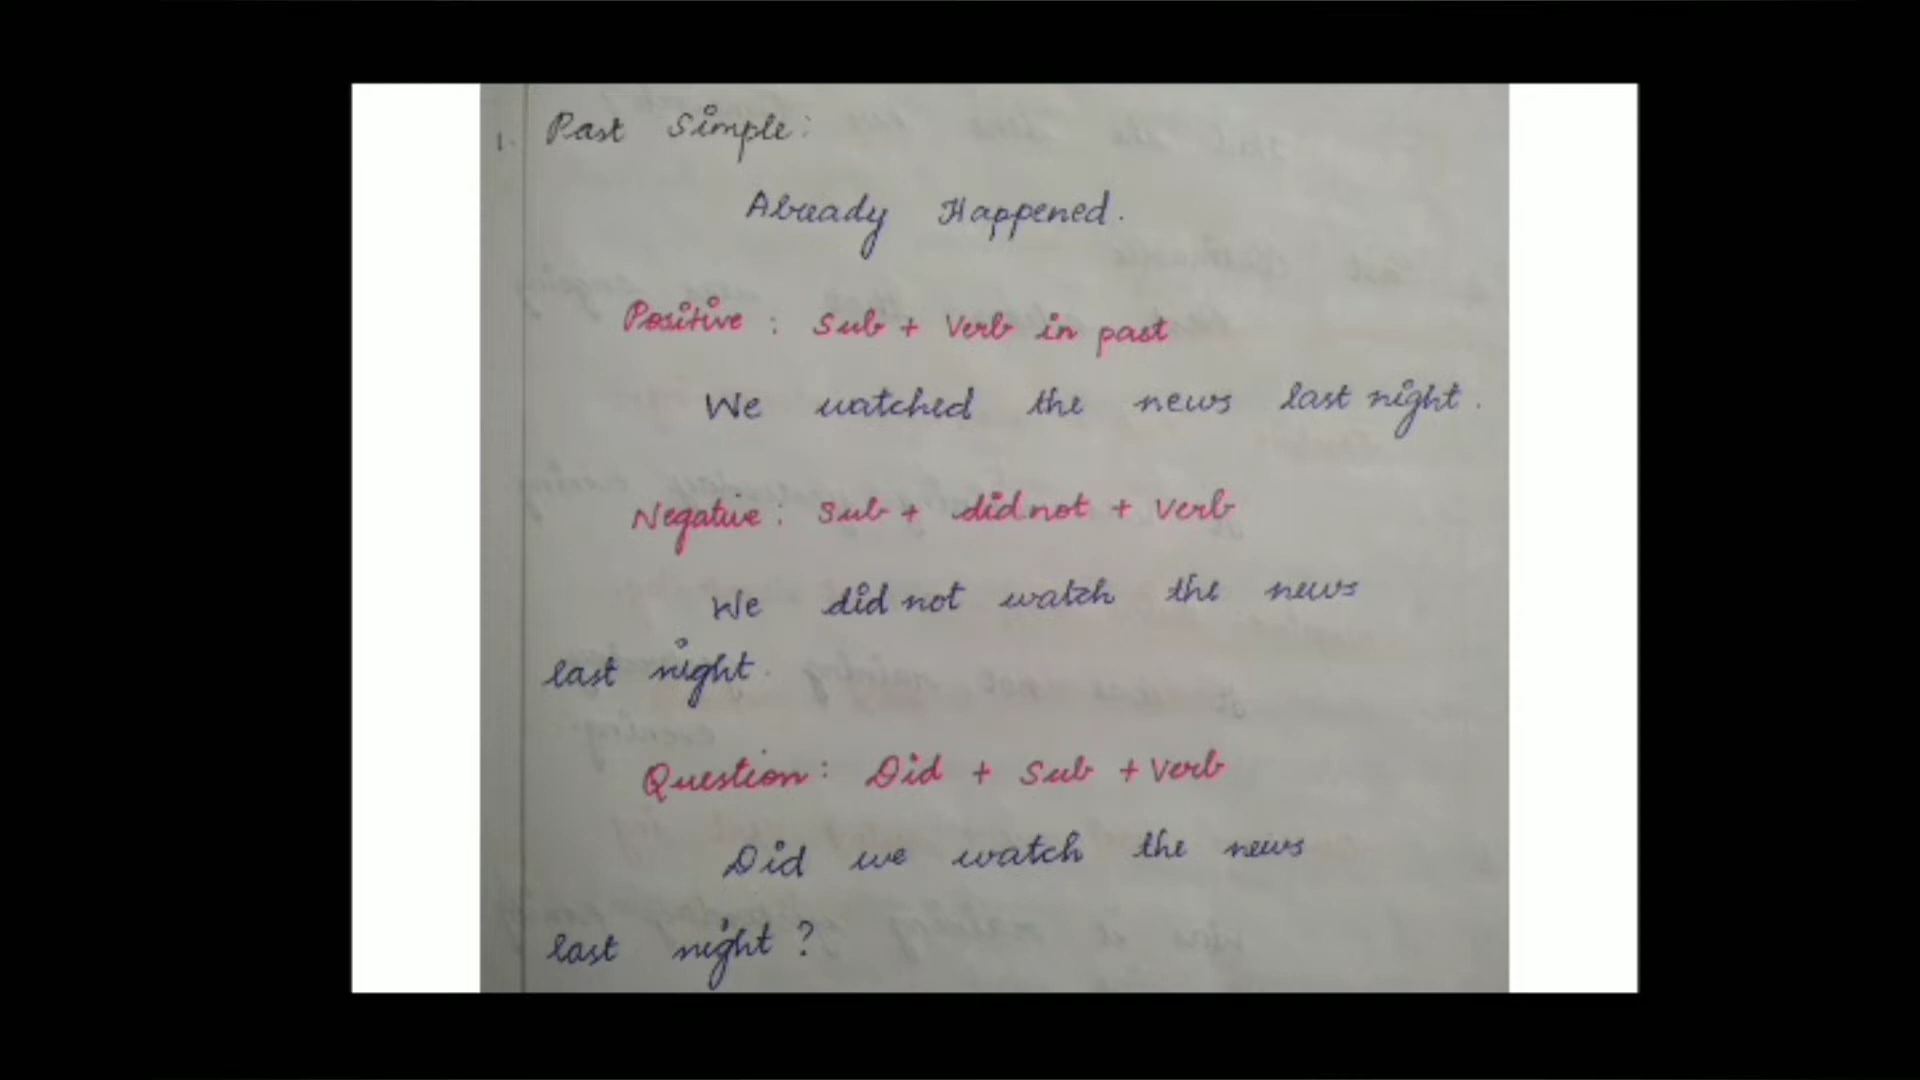 1. Past Simple:
Already Happened.
Positive : Sub + Verb in past
We watched the news last night.
Negative : Sub + did not + Verb
We did not watch the news
last night.
Question : Did + Sub + Verb
Did we watch the news
last night ?